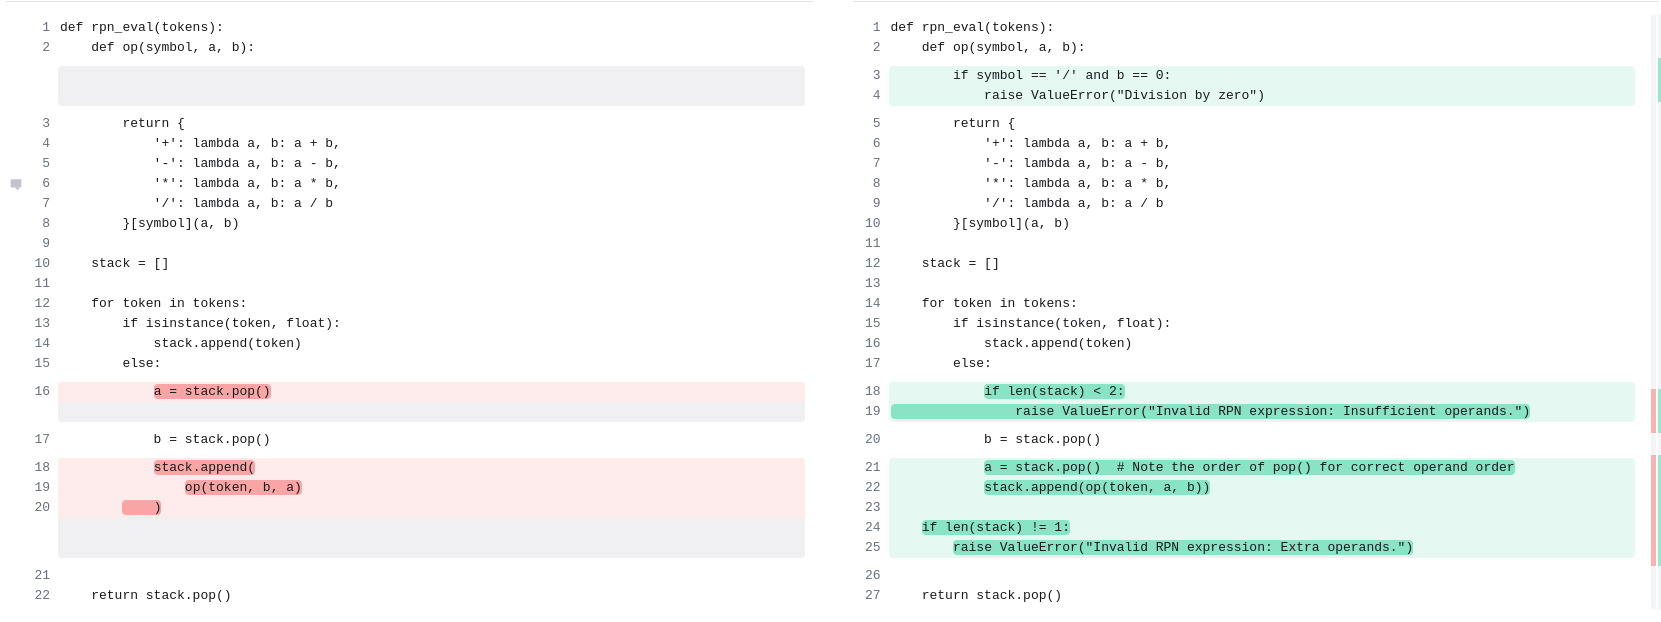 1 def rpn_eval(tokens):
2     def op(symbol, a, b):
3         return {
4             '+': lambda a, b: a + b,
5             '-': lambda a, b: a - b,
6             '*': lambda a, b: a * b,
7             '/': lambda a, b: a / b
8         }[symbol](a, b)
9
10     stack = []
11
12     for token in tokens:
13         if isinstance(token, float):
14             stack.append(token)
15         else:
16             a = stack.pop()
17             b = stack.pop()
18             stack.append(
19                 op(token, b, a)
20             )
21
22     return stack.pop()
1 def rpn_eval(tokens):
2     def op(symbol, a, b):
3         if symbol == '/' and b == 0:
4             raise ValueError("Division by zero")
5         return {
6             '+': lambda a, b: a + b,
7             '-': lambda a, b: a - b,
8             '*': lambda a, b: a * b,
9             '/': lambda a, b: a / b
10         }[symbol](a, b)
11
12     stack = []
13
14     for token in tokens:
15         if isinstance(token, float):
16             stack.append(token)
17         else:
18             if len(stack) < 2:
19                 raise ValueError("Invalid RPN expression: Insufficient operands.")
20             b = stack.pop()
21             a = stack.pop()  # Note the order of pop() for correct operand order
22             stack.append(op(token, a, b))
23
24     if len(stack) != 1:
25         raise ValueError("Invalid RPN expression: Extra operands.")
26
27     return stack.pop()